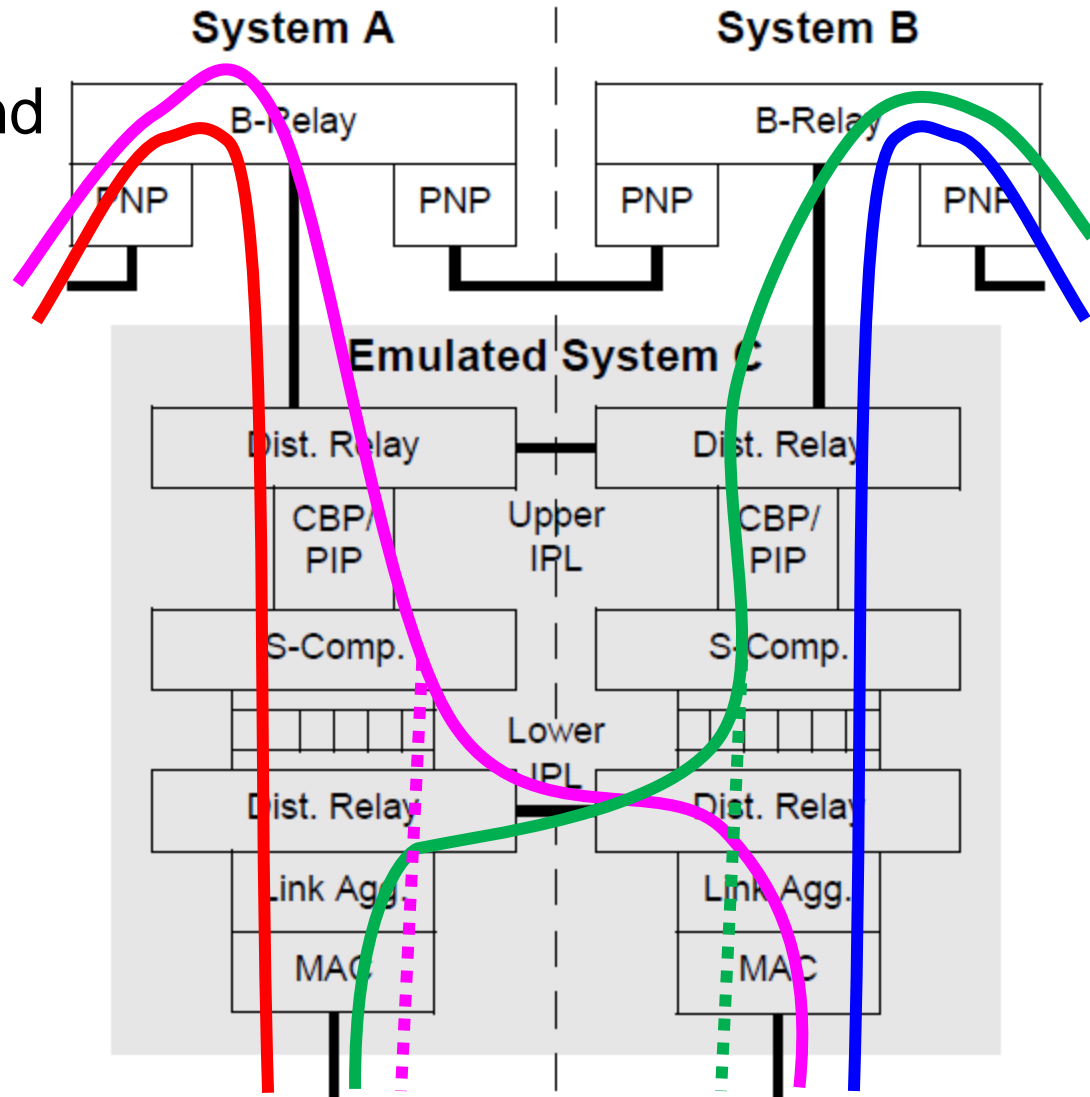 System A
System B
nd
B-Relay
B-Relay
PNP
PNP
PNP
PNP
Emulated System C
Dist. Relay
Dist. Relay
CBP/
PIP
Upper
IPL
CBP/
PIP
S-Comp.
S-Comp.
Lower
IPL
Dist. Relay
Dist. Relay
Link Agg.
Link Agg.
MAC
MAC